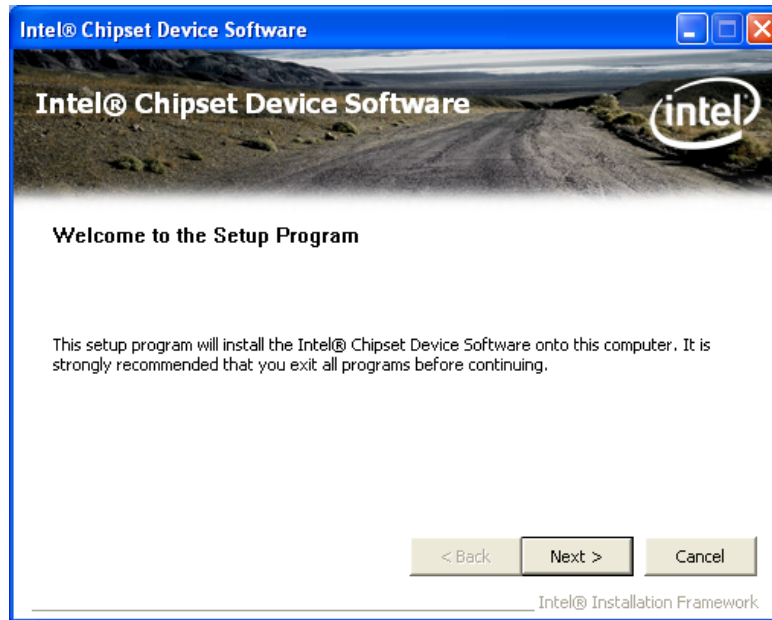 Intel® Chipset Device Software
Intel® Chipset Device Software
intel
Welcome to the Setup Program
This setup program will install the Intel® Chipset Device Software onto this computer. It is
strongly recommended that you exit all programs before continuing.
< Back
Next >
Cancel
Intel® Installation Framework